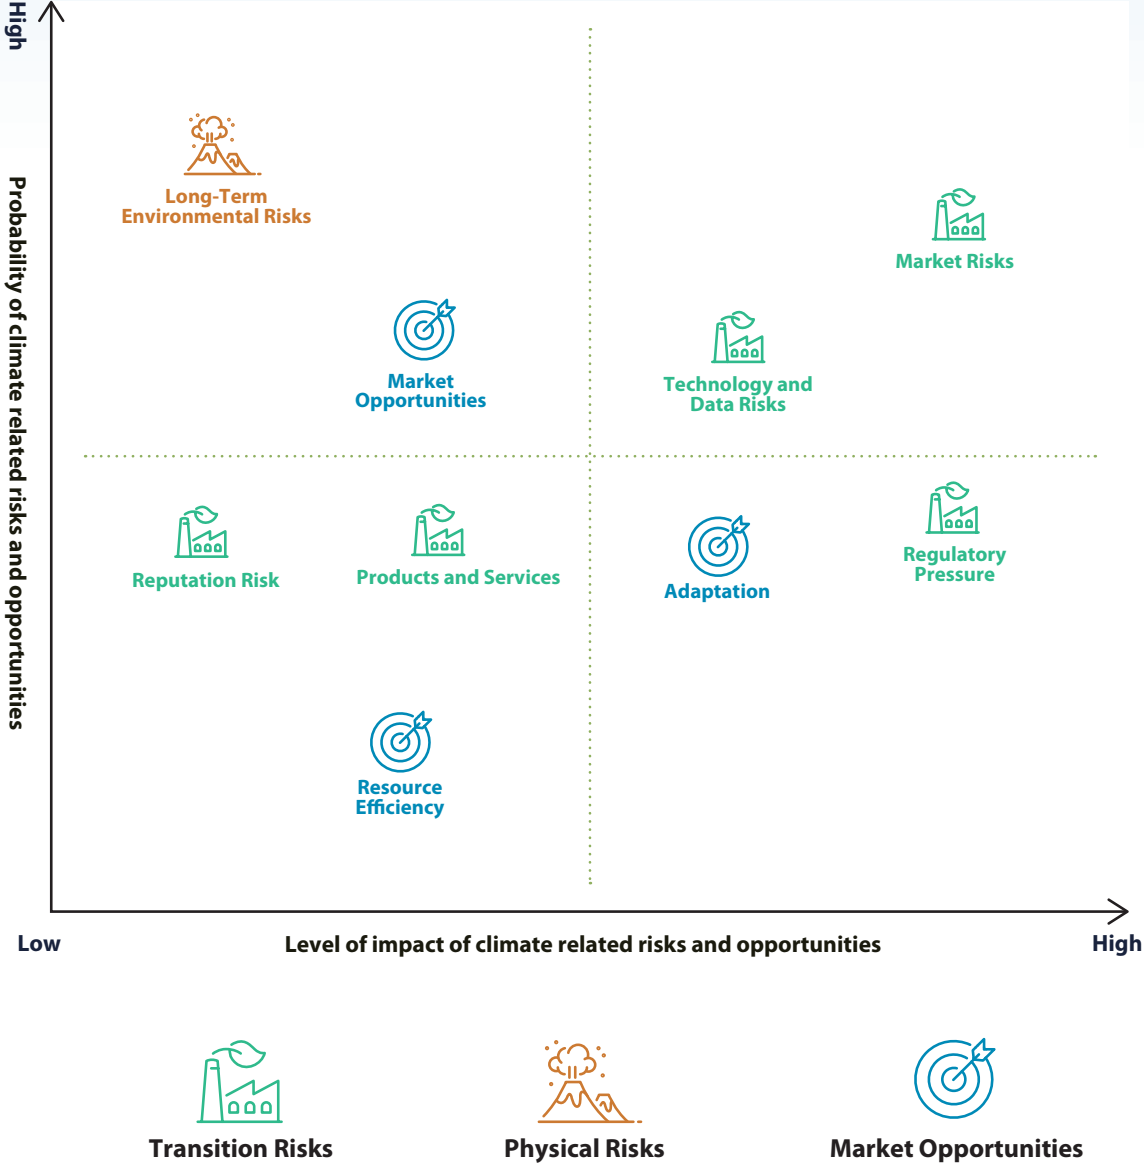 High
Probability of climate related risks and opportunities
Long-Term
Environmental Risks
Market Risks
Market
Opportunities
Technology and
Data Risks
Reputation Risk
Products and Services
Adaptation
Regulatory
Pressure
Resource
Efficiency
Low
Level of impact of climate related risks and opportunities
High
Transition Risks
Physical Risks
Market Opportunities